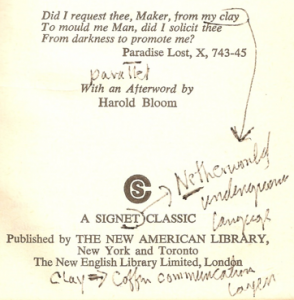 Did I request thee, Maker, from my clay
To mould me Man, did I solicit thee
From darkness to promote me?
Paradise Lost, X, 743-45
parallel
With an Afterword by
Harold Bloom
Netherworld
underground
language
SC
A SIGNET CLASSIC
Published by THE NEW AMERICAN LIBRARY,
New York and Toronto
The New English Library Limited, London
Clay → Coffin